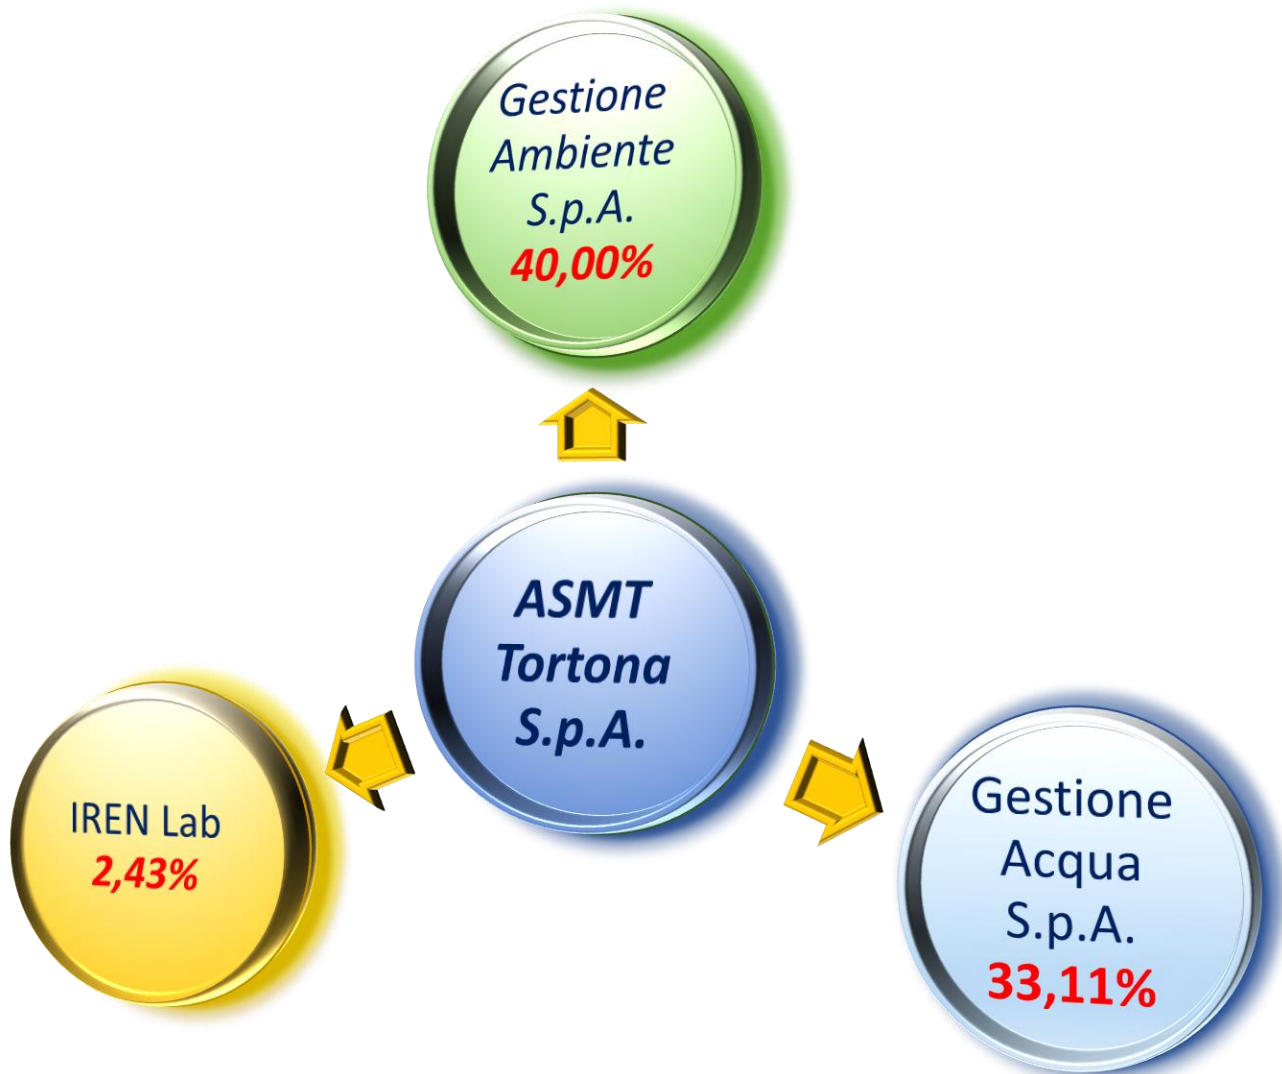 Gestione
Ambiente
S.p.A.
40,00%
ASMT
Tortona
S.p.A.
IREN Lab
2,43%
Gestione
Acqua
S.p.A.
33,11%